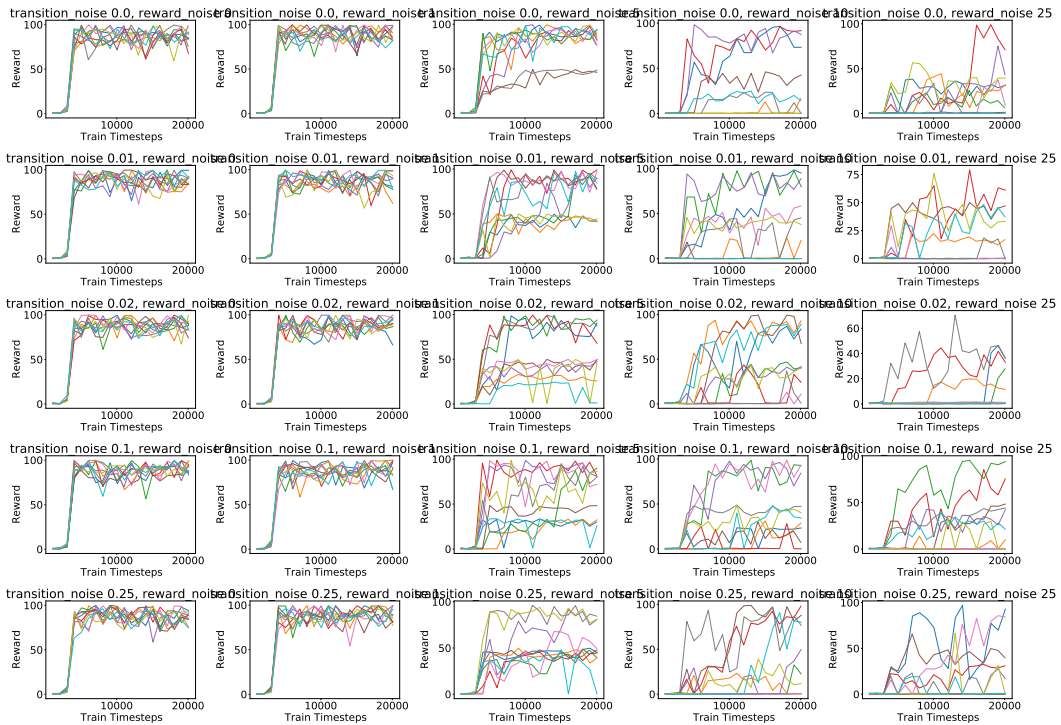 transition_noise 0.0, reward_noise 0
100
50
0
Reward
10000 20000
Train Timesteps
transition_noise 0.0, reward_noise 1
100
50
0
Reward
10000 20000
Train Timesteps
transition_noise 0.0, reward_noise 5
100
50
0
Reward
10000 20000
Train Timesteps
transition_noise 0.0, reward_noise 10
100
50
0
Reward
10000 20000
Train Timesteps
transition_noise 0.0, reward_noise 25
100
50
0
Reward
10000 20000
Train Timesteps
transition_noise 0.01, reward_noise 0
100
50
0
Reward
10000 20000
Train Timesteps
transition_noise 0.01, reward_noise 1
100
50
0
Reward
10000 20000
Train Timesteps
transition_noise 0.01, reward_noise 5
100
50
0
Reward
10000 20000
Train Timesteps
transition_noise 0.01, reward_noise 10
100
50
0
Reward
10000 20000
Train Timesteps
transition_noise 0.01, reward_noise 25
75
50
25
0
Reward
10000 20000
Train Timesteps
transition_noise 0.02, reward_noise 0
100
50
0
Reward
10000 20000
Train Timesteps
transition_noise 0.02, reward_noise 1
100
50
0
Reward
10000 20000
Train Timesteps
transition_noise 0.02, reward_noise 5
100
50
0
Reward
10000 20000
Train Timesteps
transition_noise 0.02, reward_noise 10
100
50
0
Reward
10000 20000
Train Timesteps
transition_noise 0.02, reward_noise 25
60
40
20
0
Reward
10000 20000
Train Timesteps
transition_noise 0.1, reward_noise 0
100
50
0
Reward
10000 20000
Train Timesteps
transition_noise 0.1, reward_noise 1
100
50
0
Reward
10000 20000
Train Timesteps
transition_noise 0.1, reward_noise 5
100
50
0
Reward
10000 20000
Train Timesteps
transition_noise 0.1, reward_noise 10
100
50
0
Reward
10000 20000
Train Timesteps
transition_noise 0.1, reward_noise 25
100
50
0
Reward
10000 20000
Train Timesteps
transition_noise 0.25, reward_noise 0
100
50
0
Reward
10000 20000
Train Timesteps
transition_noise 0.25, reward_noise 1
100
50
0
Reward
10000 20000
Train Timesteps
transition_noise 0.25, reward_noise 5
100
50
0
Reward
10000 20000
Train Timesteps
transition_noise 0.25, reward_noise 10
100
50
0
Reward
10000 20000
Train Timesteps
transition_noise 0.25, reward_noise 25
100
50
0
Reward
10000 20000
Train Timesteps